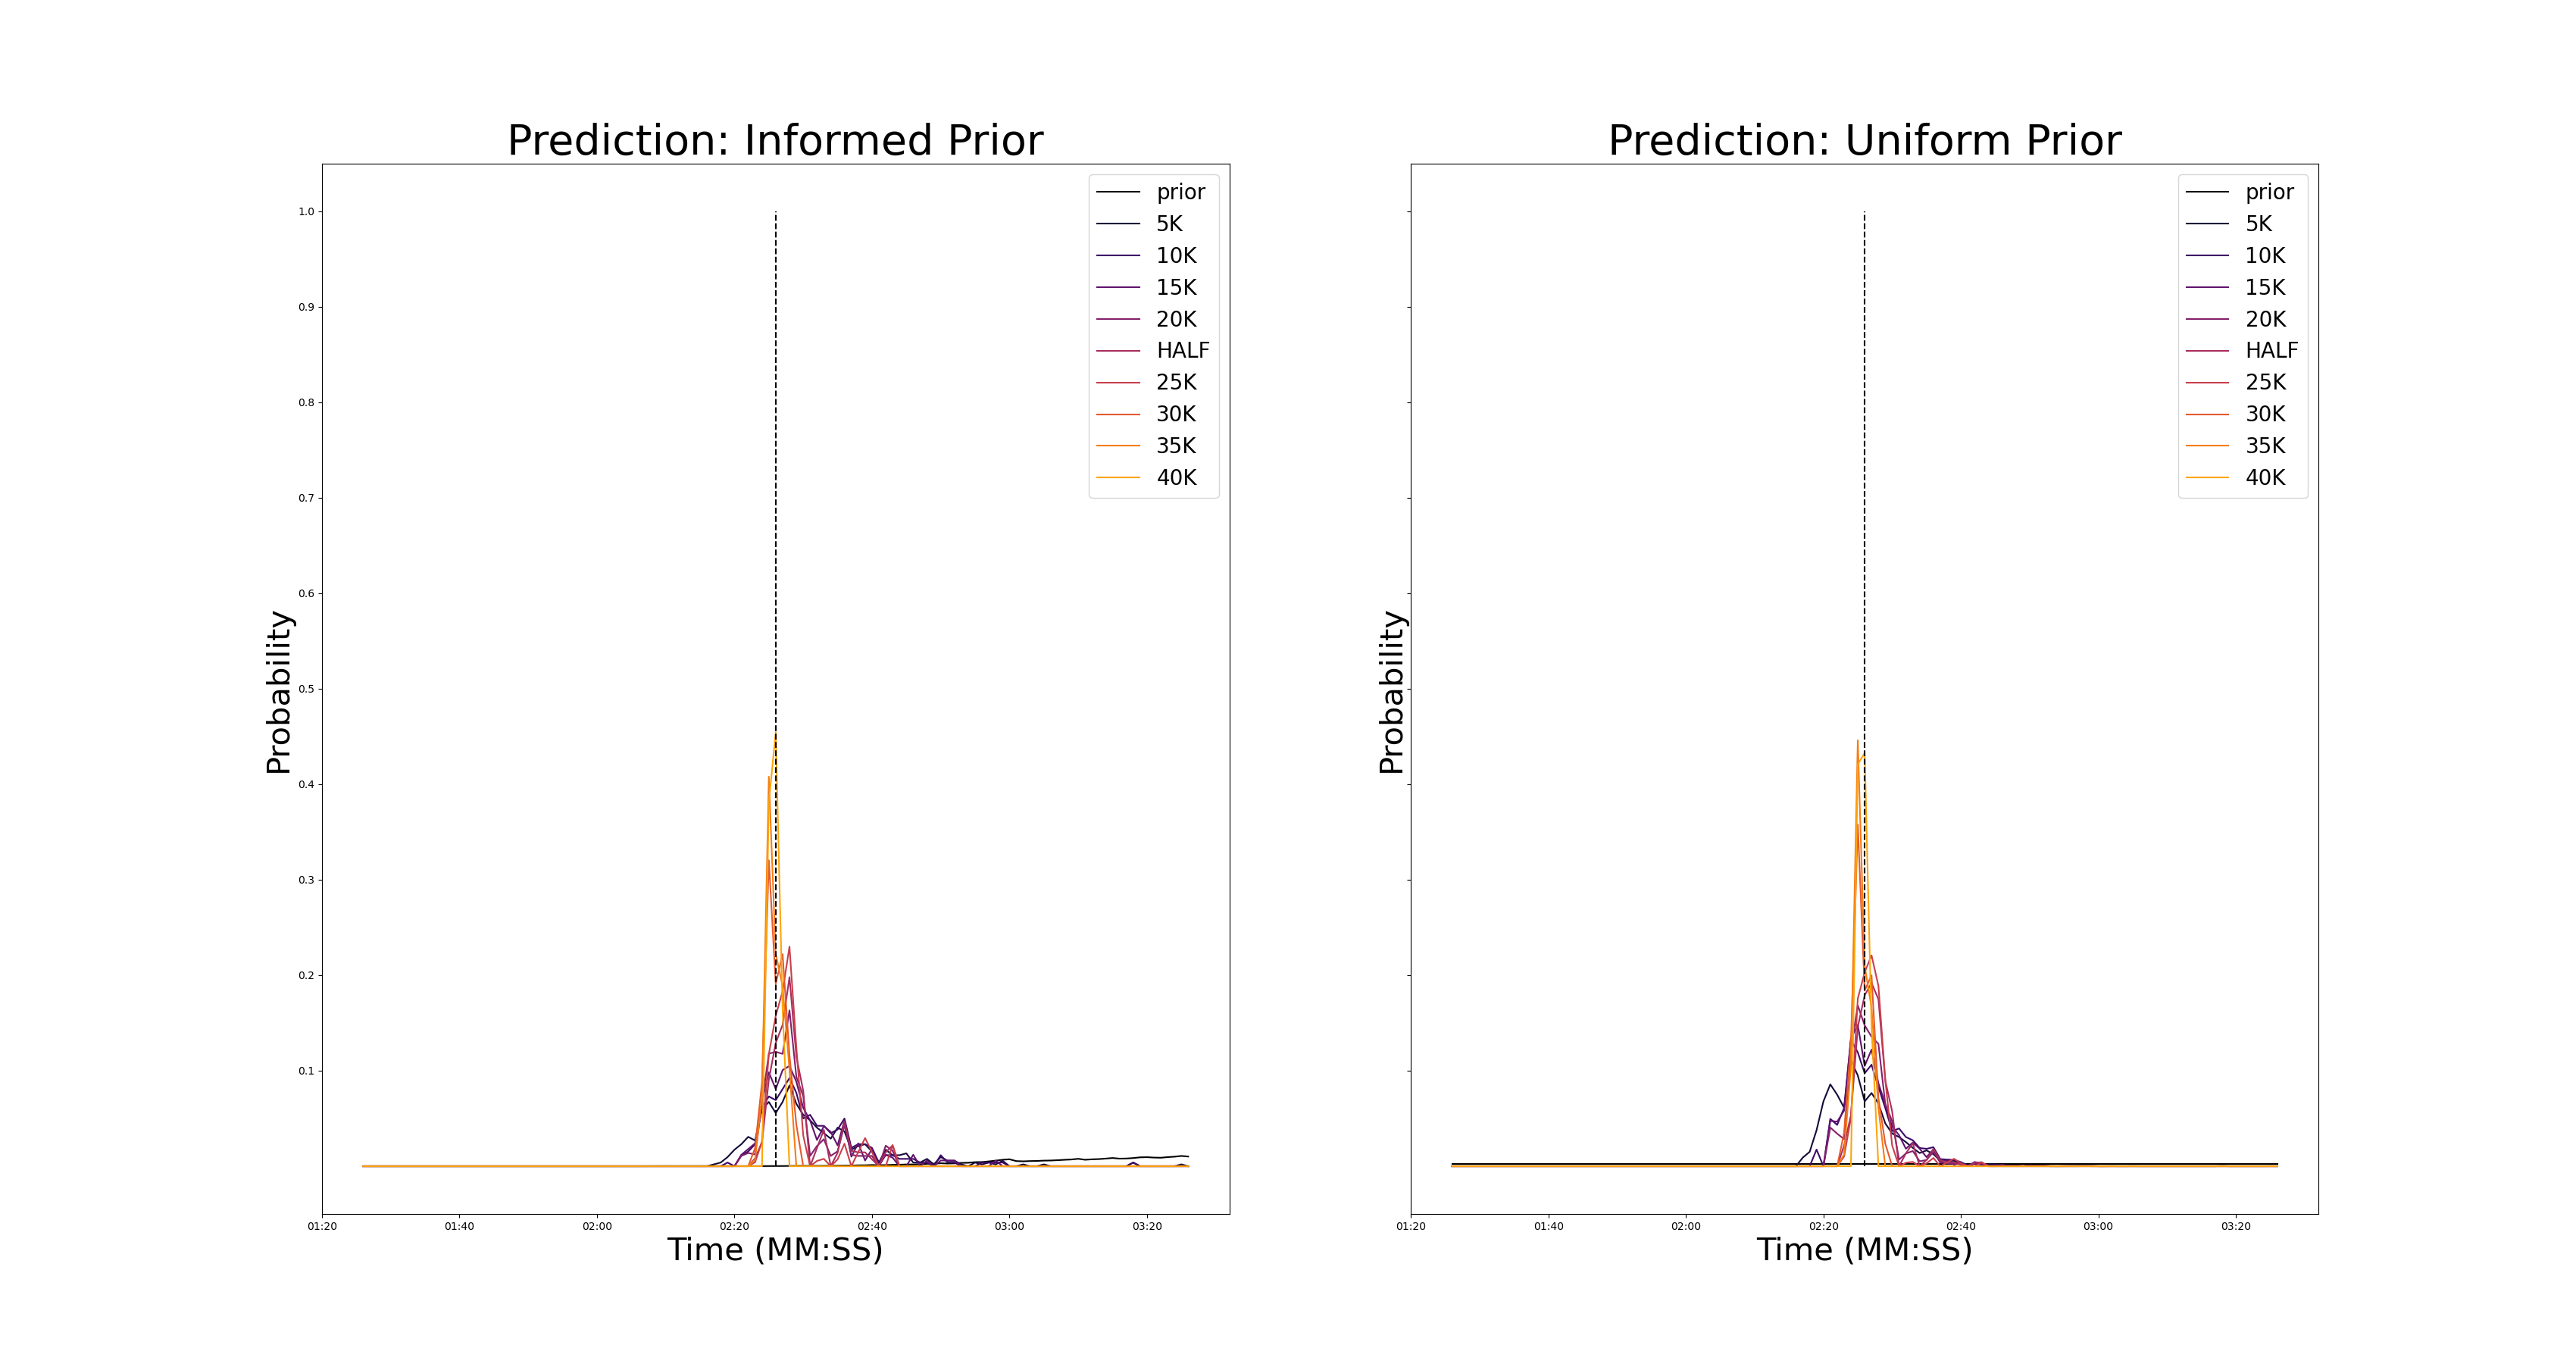 Prediction: Informed Prior
Probability
1.0
0.9
0.8
0.7
0.6
0.5
0.4
0.3
0.2
0.1
prior
5K
10K
15K
20K
HALF
25K
30K
35K
40K
01:20 01:40 02:00 02:20 02:40 03:00 03:20
Time (MM:SS)
Prediction: Uniform Prior
Probability
prior
5K
10K
15K
20K
HALF
25K
30K
35K
40K
01:20 01:40 02:00 02:20 02:40 03:00 03:20
Time (MM:SS)